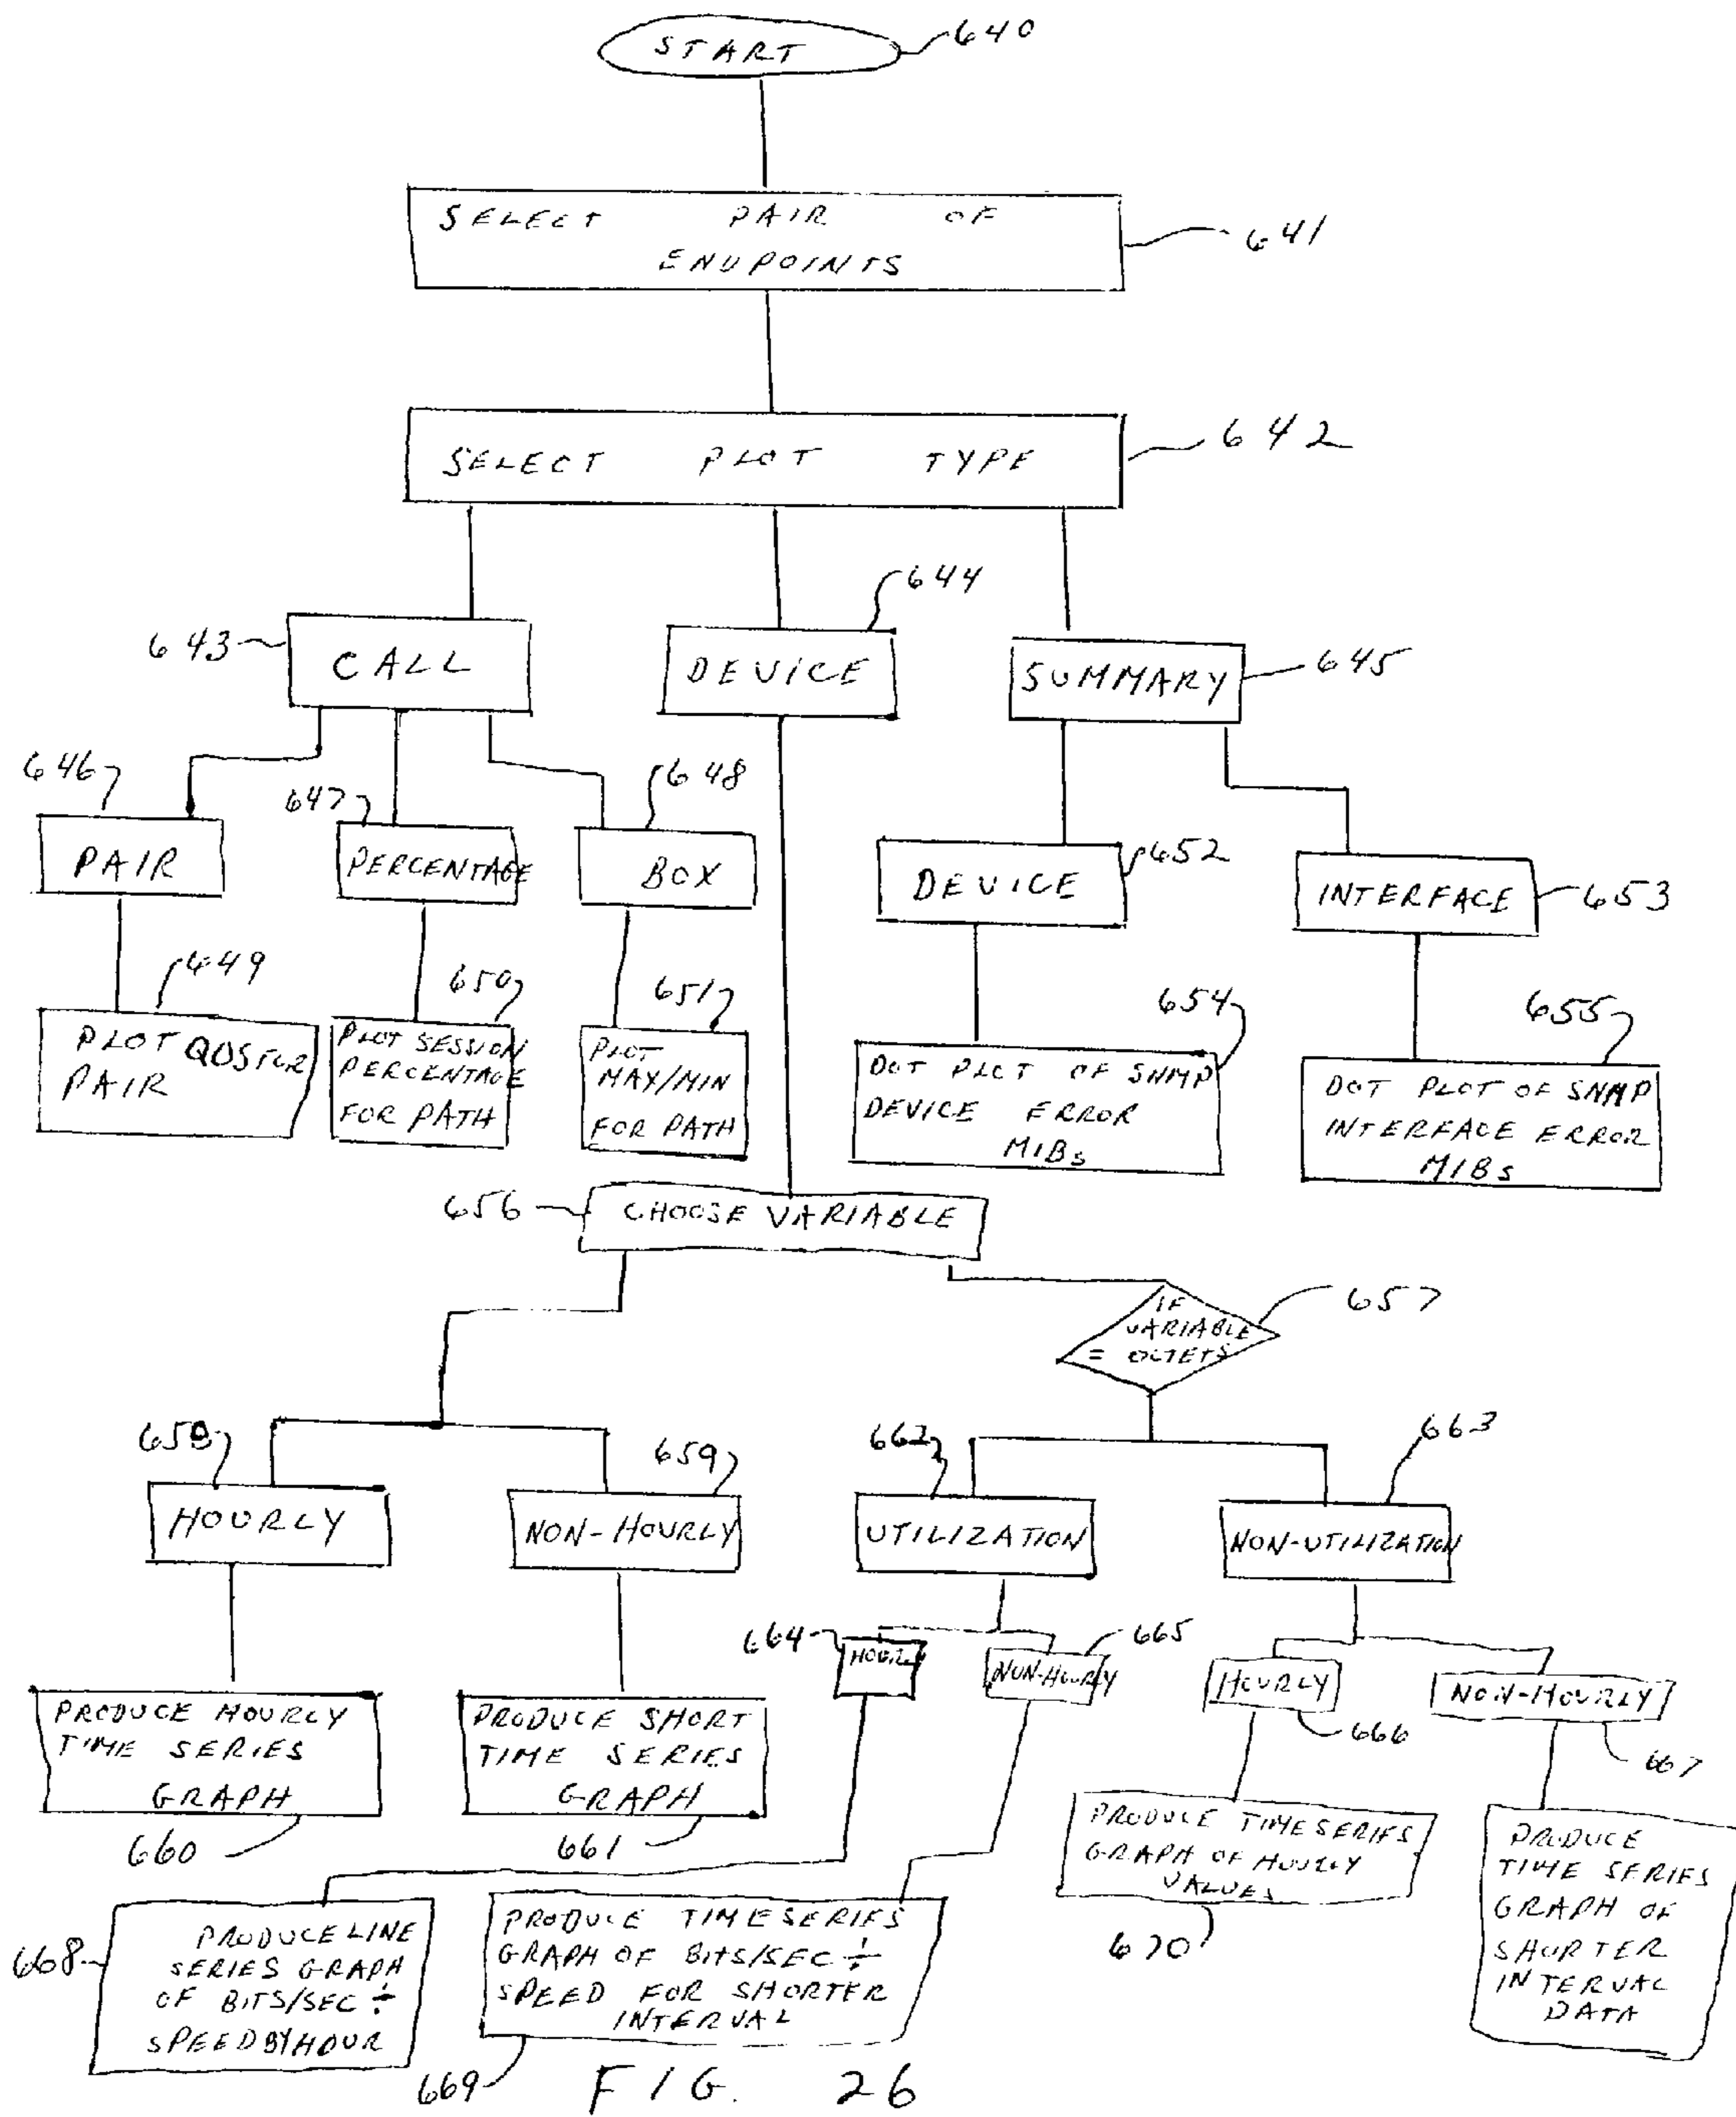 START
640
SELECT PAIR OF
ENDPOINTS
641
SELECT PLOT TYPE
642
643
CALL
644
DEVICE
645
SUMMARY
646
PAIR
647
PERCENTAGE
648
BOX
652
DEVICE
653
INTERFACE
649
PLOT QOS FOR
PAIR
650
PLOT SESSION
PERCENTAGE
FOR PATH
651
PLOT
MAX/MIN
FOR PATH
654
DOT PLOT OF SNMP
DEVICE ERROR
MIBs
655
DOT PLOT OF SNMP
INTERFACE ERROR
MIBs
656
CHOOSE VARIABLE
657
IF
VARIABLE
= OCTETS
658
HOURLY
659
NON-HOURLY
662
UTILIZATION
663
NON-UTILIZATION
664
HOURLY
665
NON-HOURLY
HOURLY
666
NON-HOURLY
667
PRODUCE HOURLY
TIME SERIES
GRAPH
660
PRODUCE SHORT
TIME SERIES
GRAPH
661
PRODUCE TIMESERIES
GRAPH OF HOURLY
VALUES
670
PRODUCE
TIME SERIES
GRAPH OF
SHORTER
INTERVAL
DATA
668
PRODUCE LINE
SERIES GRAPH
OF BITS/SEC ÷
SPEED BY HOUR
PRODUCE TIMESERIES
GRAPH OF BITS/SEC ÷
SPEED FOR SHORTER
INTERVAL
669
FIG. 26